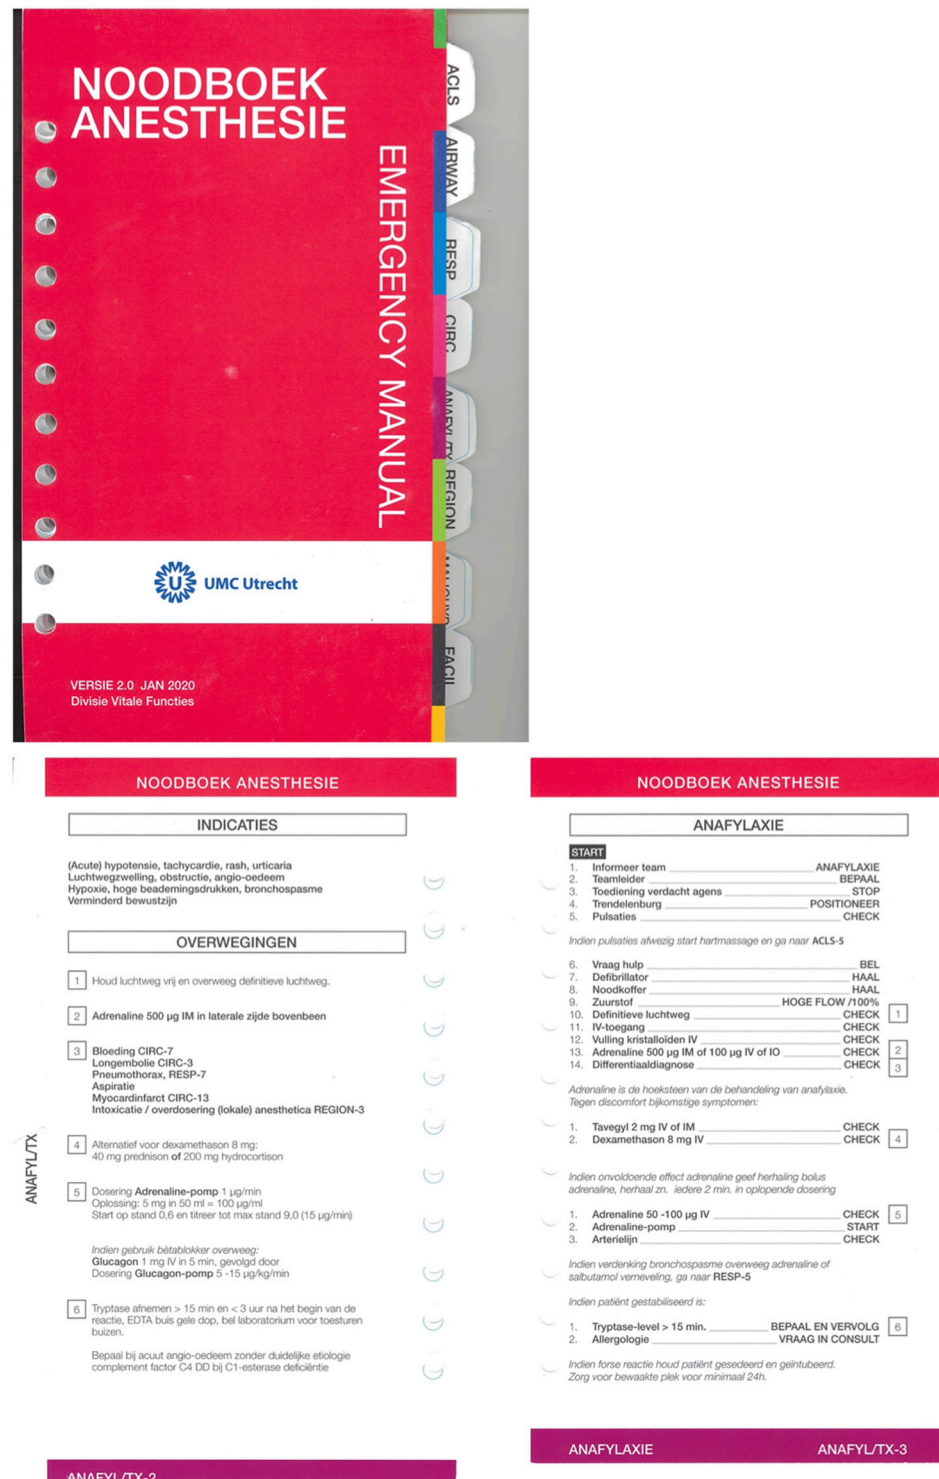 NOODBOEK
ANESTHESIE
EMERGENCY MANUAL
ACLS
AIRWAY
RESP
CIRC
ANAFYL/TX
REGION
FACIL
UMC Utrecht
VERSIE 2.0 JAN 2020
Divisie Vitale Functies
NOODBOEK ANESTHESIE
INDICATIES
(Acute) hypotensie, tachycardie, rash, urticaria
Luchtwegzwelling, obstructie, angio-oedeem
Hypoxie, hoge beademingsdrukken, bronchospasme
Verminderd bewustzijn
OVERWEGINGEN
1 Houd luchtweg vrij en overweeg definitieve luchtweg.
2 Adrenaline 500 µg IM in laterale zijde bovenbeen
3 Bloeding CIRC-7
Longembolie CIRC-3
Pneumothorax, RESP-7
Aspiratie
Myocardinfarct CIRC-13
Intoxicatie / overdosering (lokale) anesthetica REGION-3
4 Alternatief voor dexamethason 8 mg:
40 mg prednison of 200 mg hydrocortison
5 Dosering Adrenaline-pomp 1 µg/min
Oplossing: 5 mg in 50 ml = 100 µg/ml
Start op stand 0,6 en titreer tot max stand 9,0 (15 µg/min)
Indien gebruik bètablokker overweeg:
Glucagon 1 mg IV in 5 min, gevolgd door
Dosering Glucagon-pomp 5 -15 µg/kg/min
6 Tryptase afnemen > 15 min en < 3 uur na het begin van de
reactie, EDTA buis gele dop, bel laboratorium voor toesturen
buizen.
Bepaal bij acuut angio-oedeem zonder duidelijke etiologie
complement factor C4 DD bij C1-esterase deficiëntie
ANAFYL/TX
ANAFYL/TX-2
NOODBOEK ANESTHESIE
ANAFYLAXIE
START
1. Informeer team ANAFYLAXIE
2. Teamleider BEPAAL
3. Toediening verdacht agens STOP
4. Trendelenburg POSITIONEER
5. Pulsaties CHECK
Indien pulsaties afwezig start hartmassage en ga naar ACLS-5
6. Vraag hulp BEL
7. Defibrillator HAAL
8. Noodkoffer HAAL
9. Zuurstof HOGE FLOW /100%
10. Definitieve luchtweg CHECK 1
11. IV-toegang CHECK
12. Vulling kristalloïden IV CHECK
13. Adrenaline 500 µg IM of 100 µg IV of IO CHECK 2
14. Differentiaaldiagnose CHECK 3
Adrenaline is de hoeksteen van de behandeling van anafylaxie.
Tegen discomfort bijkomstige symptomen:
1. Tavegyl 2 mg IV of IM CHECK
2. Dexamethason 8 mg IV CHECK 4
Indien onvoldoende effect adrenaline geef herhaling bolus
adrenaline, herhaal zn. iedere 2 min. in oplopende dosering
1. Adrenaline 50 -100 µg IV CHECK 5
2. Adrenaline-pomp START
3. Arterielijn CHECK
Indien verdenking bronchospasme overweeg adrenaline of
salbutamol verneveling, ga naar RESP-5
Indien patiënt gestabiliseerd is:
1. Tryptase-level > 15 min. BEPAAL EN VERVOLG 6
2. Allergologie VRAAG IN CONSULT
Indien forse reactie houd patiënt gesedeerd en geïntubeerd.
Zorg voor bewaakte plek voor minimaal 24h.
ANAFYLAXIE ANAFYL/TX-3